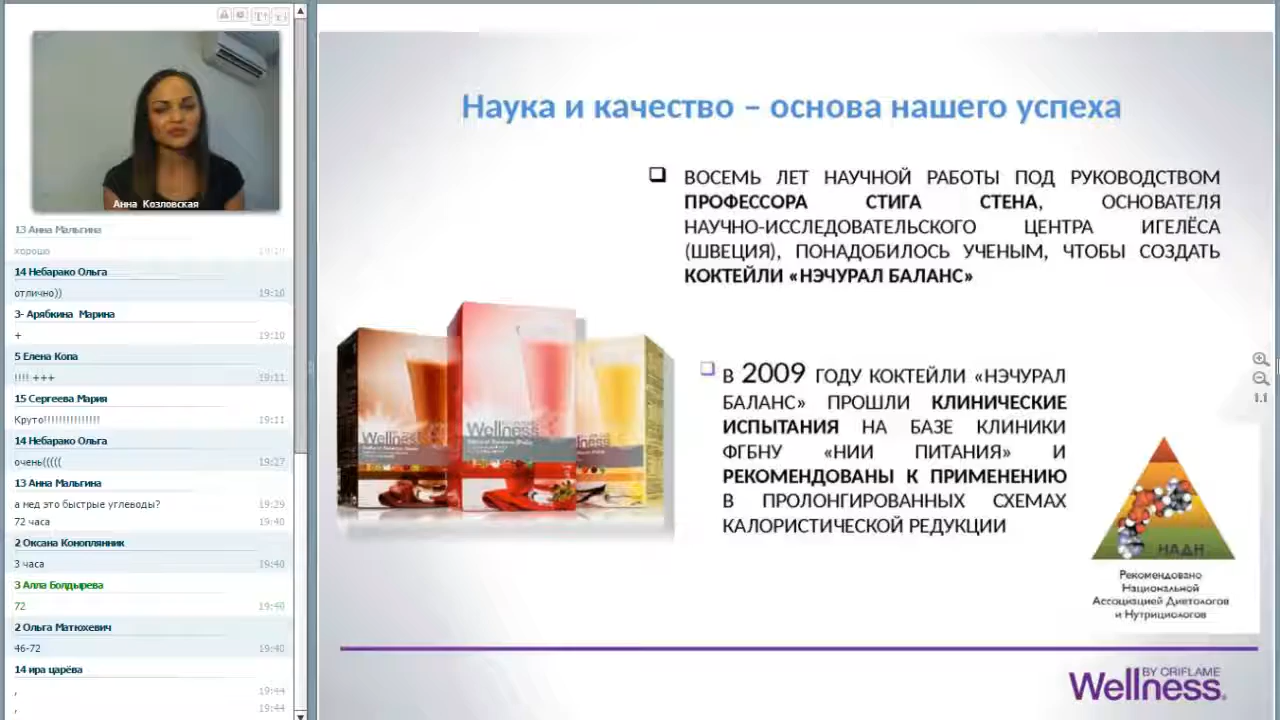 Анна Козловская
13 Анна Мальгина
хорошо 19:10
14 Небарако Ольга
отлично)) 19:10
3- Арябкина Марина
+ 19:10
5 Елена Копа
!!!! +++ 19:11
15 Сергеева Мария
Круто!!!!!!!!!!!!!!! 19:11
14 Небарако Ольга
очень((((( 19:27
13 Анна Мальгина
а мед это быстрые углеводы? 19:29
72 часа 19:40
2 Оксана Коноплянник
3 часа 19:40
3 Алла Болдырева
72 19:40
2 Ольга Матюхевич
46-72 19:40
14 ира царёва
, 19:44
, 19:44
Наука и качество – основа нашего успеха
ВОСЕМЬ ЛЕТ НАУЧНОЙ РАБОТЫ ПОД РУКОВОДСТВОМ
ПРОФЕССОРА СТИГА СТЕНА, ОСНОВАТЕЛЯ
НАУЧНО-ИССЛЕДОВАТЕЛЬСКОГО ЦЕНТРА ИГЕЛЁСА
(ШВЕЦИЯ), ПОНАДОБИЛОСЬ УЧЕНЫМ, ЧТОБЫ СОЗДАТЬ
КОКТЕЙЛИ «НЭЧУРАЛ БАЛАНС»
В 2009 ГОДУ КОКТЕЙЛИ «НЭЧУРАЛ
БАЛАНС» ПРОШЛИ КЛИНИЧЕСКИЕ
ИСПЫТАНИЯ НА БАЗЕ КЛИНИКИ
ФГБНУ «НИИ ПИТАНИЯ» И
РЕКОМЕНДОВАНЫ К ПРИМЕНЕНИЮ
В ПРОЛОНГИРОВАННЫХ СХЕМАХ
КАЛОРИСТИЧЕСКОЙ РЕДУКЦИИ
Wellness
Wellness
НАДН
Рекомендовано
Национальной
Ассоциацией Диетологов
и Нутрициологов
BY ORIFLAME
Wellness.
1:1